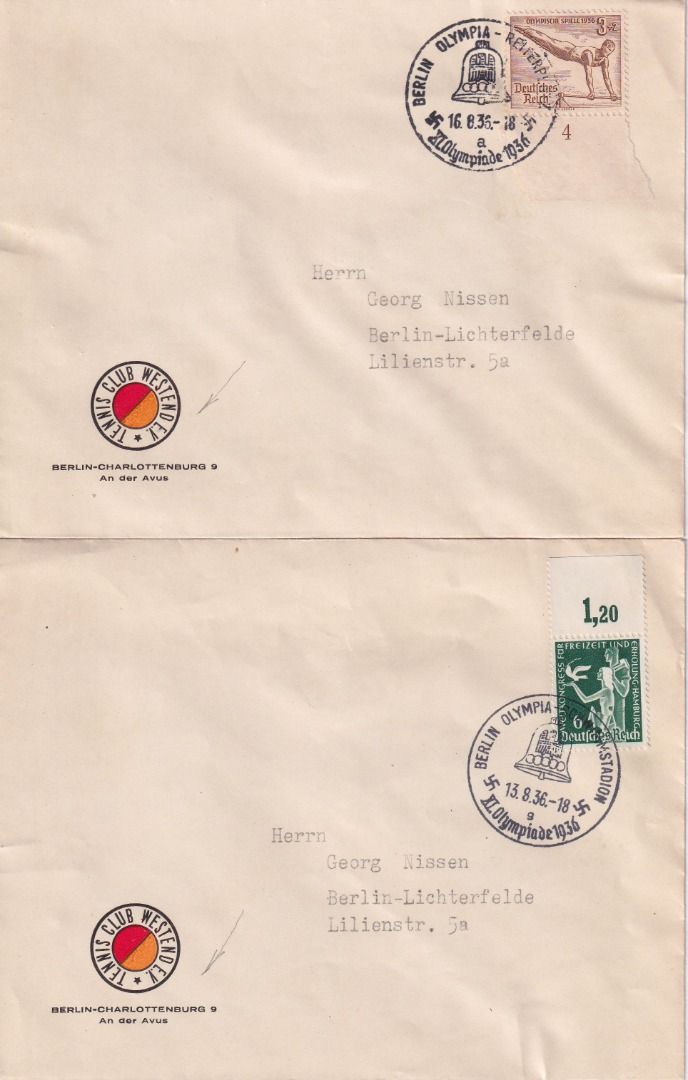 OLYMPISCHE SPIELE 1936
3+2
Deutsches
Reich
BERLIN OLYMPIA-
16.8.36.-18
a
XI.Olympiade 1936
4
Herrn
Georg Nissen
Berlin-Lichterfelde
Lilienstr. 5a
TENNIS CLUB WESTEND E.V.
BERLIN-CHARLOTTENBURG 9
An der Avus
1,20
WELTKONGRESS FÜR FREIZEIT UND ERHOLUNG·HAMBURG
6
Deutsches Reich
BERLIN OLYMPIA-
13.8.36.-18
g
XI.Olympiade 1936
Herrn
Georg Nissen
Berlin-Lichterfelde
Lilienstr. 5a
TENNIS CLUB WESTEND E.V.
BERLIN-CHARLOTTENBURG 9
An der Avus